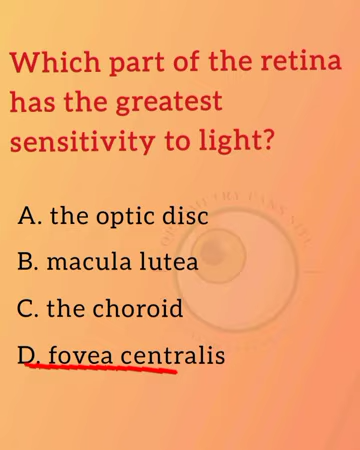 Which part of the retina
has the greatest
sensitivity to light?
A. the optic disc
B. macula lutea
C. the choroid
D. fovea centralis